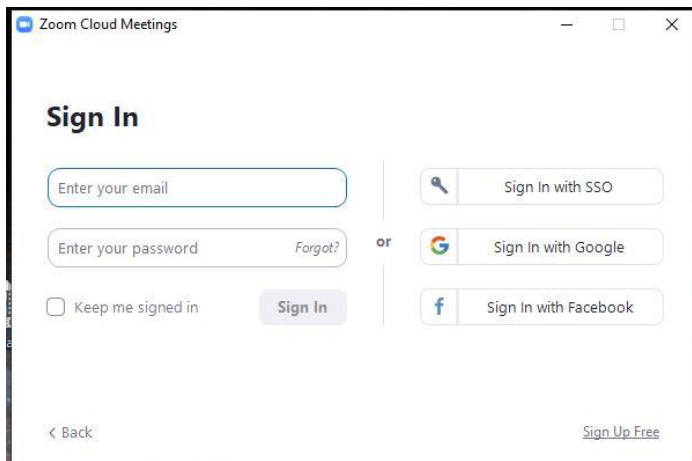 Zoom Cloud Meetings
Sign In
Enter your email
Enter your password Forgot?
Keep me signed in Sign In
or
Sign In with SSO
Sign In with Google
Sign In with Facebook
< Back
Sign Up Free